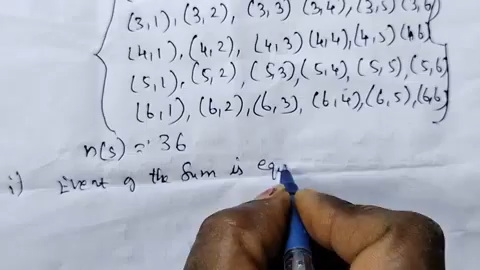 (3,1), (3,2), (3,3) (3,4), (3,5) (3,6)
(4,1), (4,2), (4,3) (4,4), (4,5) (4,6)
(5,1), (5,2), (5,3), (5,4), (5,5), (5,6)
(6,1), (6,2), (6,3), (6,4), (6,5), (6,6)
n(s) = 36
i) Event of the Sum is equ